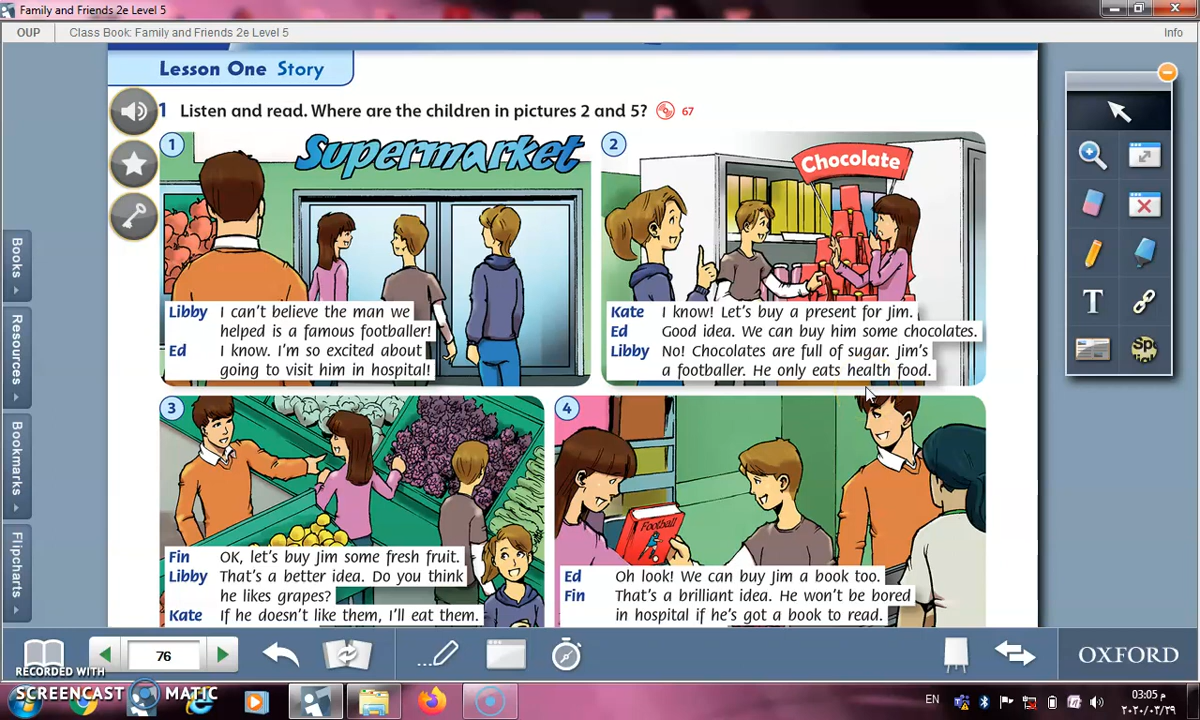 Family and Friends 2e Level 5
OUP
Class Book: Family and Friends 2e Level 5
Info
Lesson One Story
1 Listen and read. Where are the children in pictures 2 and 5? 67
1
Supermarket
Libby I can't believe the man we
helped is a famous footballer!
Ed I know. I'm so excited about
going to visit him in hospital!
2
Chocolate
Kate I know! Let's buy a present for Jim.
Ed Good idea. We can buy him some chocolates.
Libby No! Chocolates are full of sugar. Jim's
a footballer. He only eats health food.
3
Fin OK, let's buy Jim some fresh fruit.
Libby That's a better idea. Do you think
he likes grapes?
Kate If he doesn't like them, I'll eat them.
4
Football
Ed Oh look! We can buy Jim a book too.
Fin That's a brilliant idea. He won't be bored
in hospital if he's got a book to read.
Books
Resources
Bookmarks
Flipcharts
T
76
OXFORD
RECORDED WITH
SCREENCAST MATIC
EN
03:05 م
٢٠٢٠/٠٣/٢٩